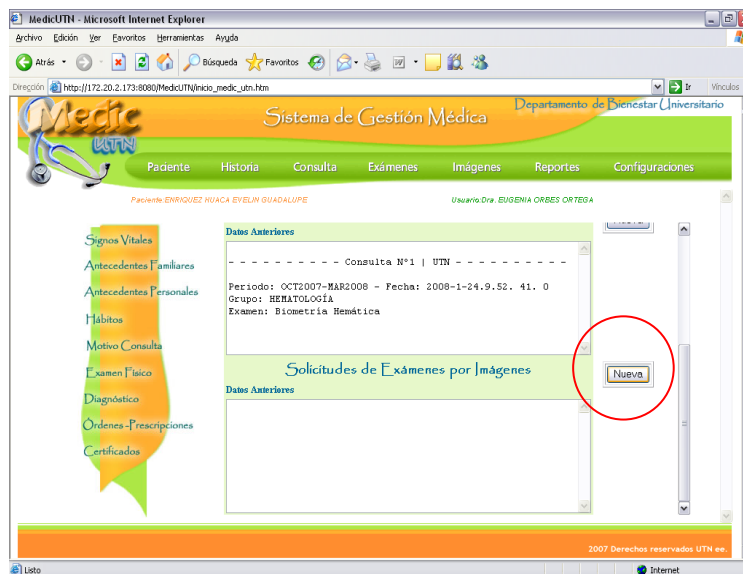 MedicUTN - Microsoft Internet Explorer
Archivo Edición Ver Favoritos Herramientas Ayuda
Atrás Búsqueda Favoritos
Dirección http://172.20.2.173:8080/MedicUTN/inicio_medic_utn.htm Ir Vínculos
Medic UTN
Sistema de Gestión Médica
Departamento de Bienestar Universitario
Paciente Historia Consulta Exámenes Imágenes Reportes Configuraciones
Paciente:ENRIQUEZ HUACA EVELIN GUADALUPE Usuario:Dra. EUGENIA ORBES ORTEGA
Signos Vitales
Antecedentes Familiares
Antecedentes Personales
Hábitos
Motivo Consulta
Examen Físico
Diagnóstico
Órdenes -Prescripciones
Certificados
Datos Anteriores
- - - - - - - - - - Consulta Nº1 | UTN - - - - - - - - - -
Periodo: OCT2007-MAR2008 - Fecha: 2008-1-24.9.52. 41. 0
Grupo: HEMATOLOGÍA
Examen: Biometría Hemática
Solicitudes de Exámenes por Imágenes
Nueva
Datos Anteriores
2007 Derechos reservados UTN ee.
Listo Internet